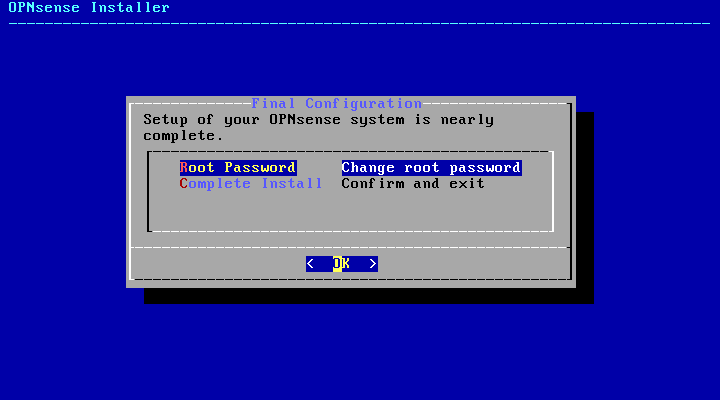 OPNsense Installer
Final Configuration
Setup of your OPNsense system is nearly
complete.
Root Password Change root password
Complete Install Confirm and exit
< OK >